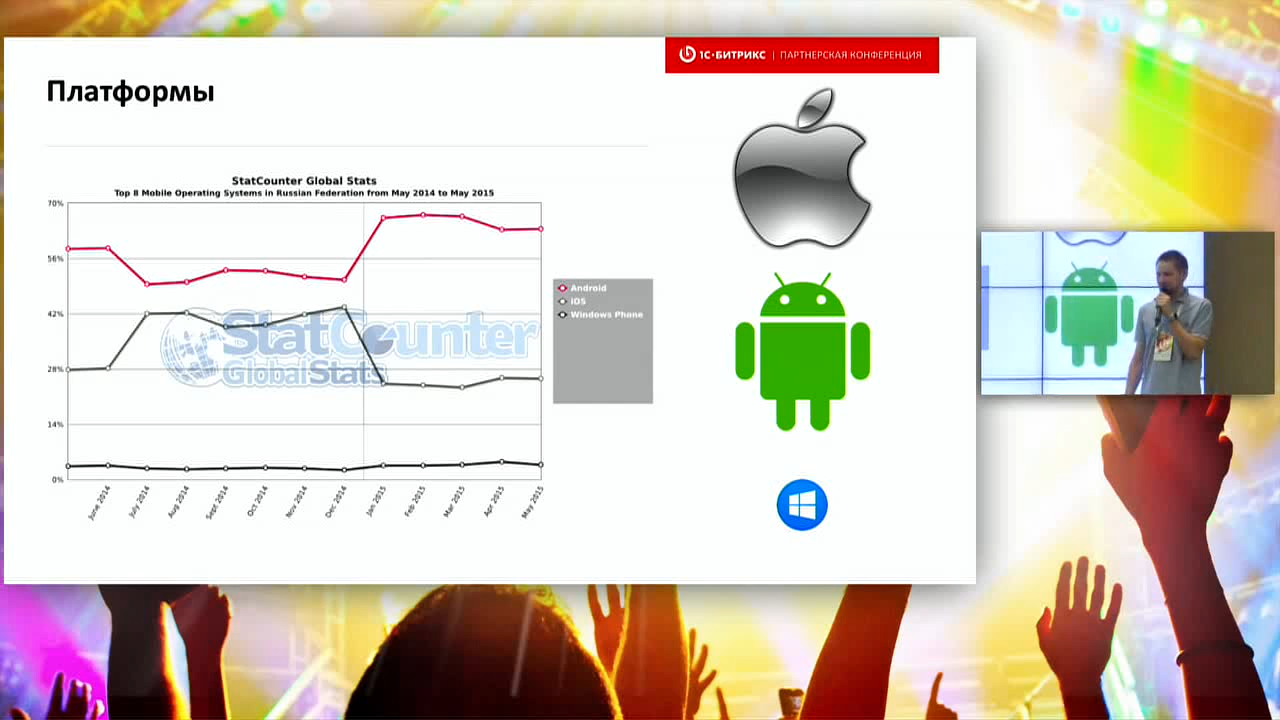 1С-БИТРИКС | ПАРТНЕРСКАЯ КОНФЕРЕНЦИЯ
Платформы
StatCounter Global Stats
Top 8 Mobile Operating Systems in Russian Federation from May 2014 to May 2015
70%
56%
42%
28%
14%
0%
StatCounter
GlobalStats
Android
iOS
Windows Phone
June 2014
July 2014
Aug 2014
Sept 2014
Oct 2014
Nov 2014
Dec 2014
Jan 2015
Feb 2015
Mar 2015
Apr 2015
May 2015